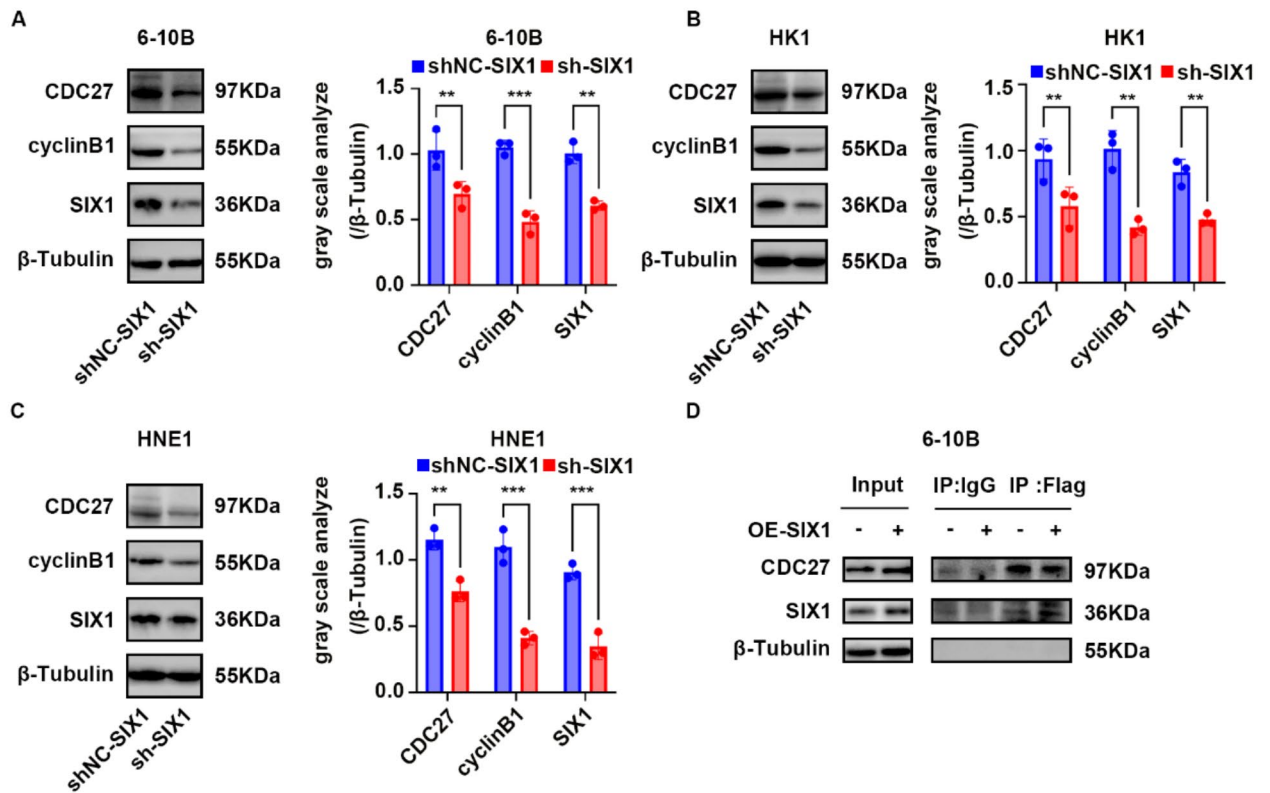 A
6-10B
CDC27
97KDa
cyclinB1
55KDa
SIX1
36KDa
β-Tubulin
55KDa
shNC-SIX1
sh-SIX1
6-10B
shNC-SIX1 sh-SIX1
gray scale analyze
(/β-Tubulin)
1.5
1.0
0.5
0.0
** *** **
CDC27
cyclinB1
SIX1
B
HK1
CDC27
97KDa
cyclinB1
55KDa
SIX1
36KDa
β-Tubulin
55KDa
shNC-SIX1
sh-SIX1
HK1
shNC-SIX1 sh-SIX1
gray scale analyze
(/β-Tubulin)
1.5
1.0
0.5
0.0
** ** **
CDC27
cyclinB1
SIX1
C
HNE1
CDC27
97KDa
cyclinB1
55KDa
SIX1
36KDa
β-Tubulin
55KDa
shNC-SIX1
sh-SIX1
HNE1
shNC-SIX1 sh-SIX1
gray scale analyze
(/β-Tubulin)
1.5
1.0
0.5
0.0
** *** ***
CDC27
cyclinB1
SIX1
D
6-10B
Input IP:IgG IP :Flag
OE-SIX1 - + - + - +
CDC27
97KDa
SIX1
36KDa
β-Tubulin
55KDa